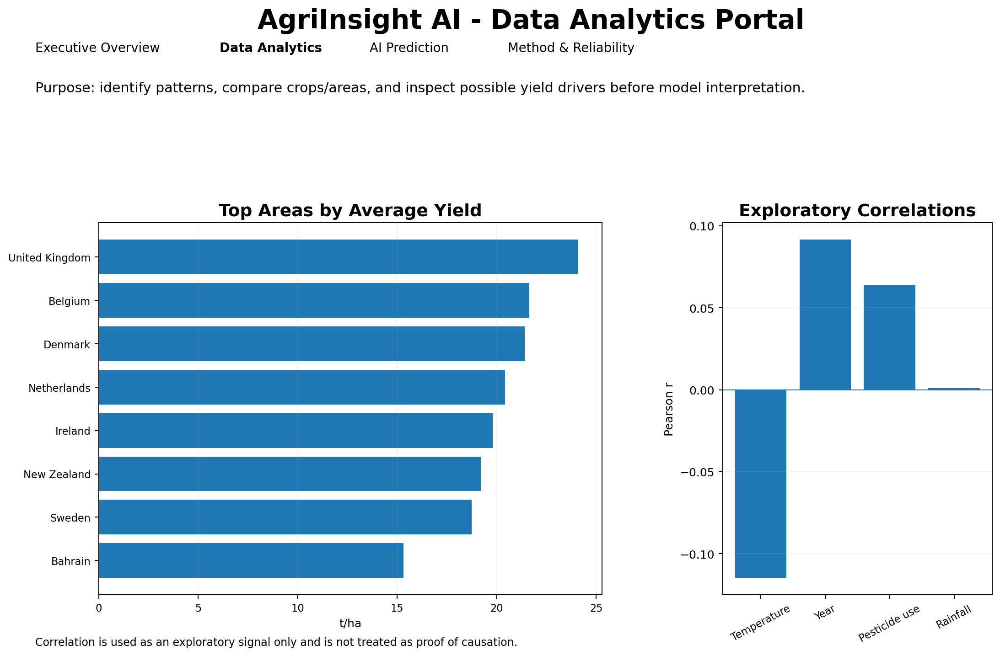 AgriInsight AI - Data Analytics Portal
Executive Overview
Data Analytics
AI Prediction
Method & Reliability
Purpose: identify patterns, compare crops/areas, and inspect possible yield drivers before model interpretation.
Top Areas by Average Yield
United Kingdom
Belgium
Denmark
Netherlands
Ireland
New Zealand
Sweden
Bahrain
0 5 10 15 20 25
t/ha
Exploratory Correlations
Pearson r
0.10
0.05
0.00
−0.05
−0.10
Temperature
Year
Pesticide use
Rainfall
Correlation is used as an exploratory signal only and is not treated as proof of causation.